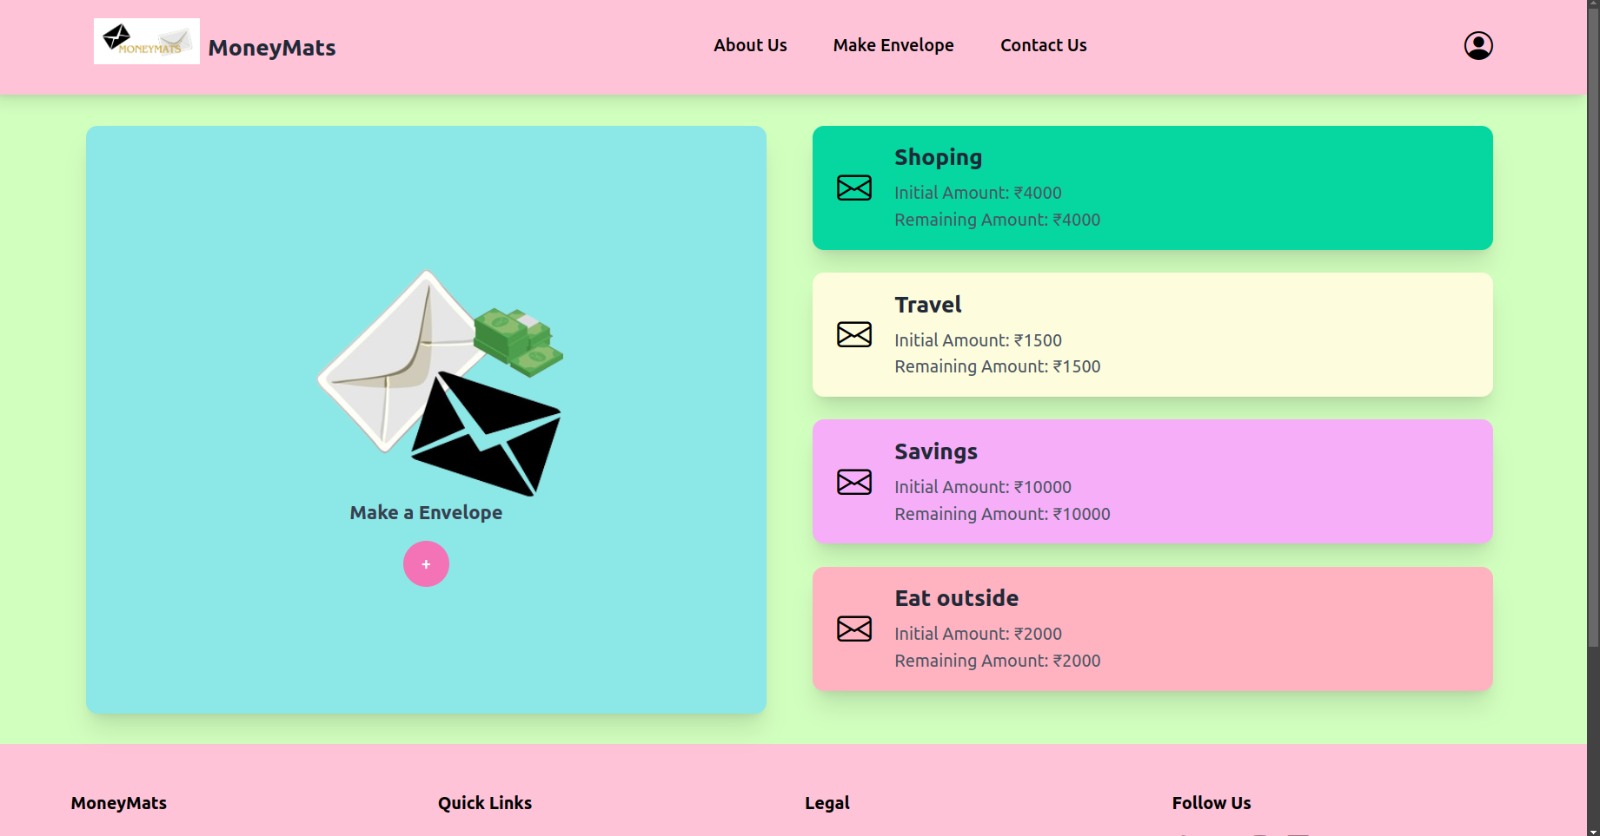 MONEYMATS
MoneyMats
About Us
Make Envelope
Contact Us
Make a Envelope
+
Shoping
Initial Amount: ₹4000
Remaining Amount: ₹4000
Travel
Initial Amount: ₹1500
Remaining Amount: ₹1500
Savings
Initial Amount: ₹10000
Remaining Amount: ₹10000
Eat outside
Initial Amount: ₹2000
Remaining Amount: ₹2000
MoneyMats
Quick Links
Legal
Follow Us